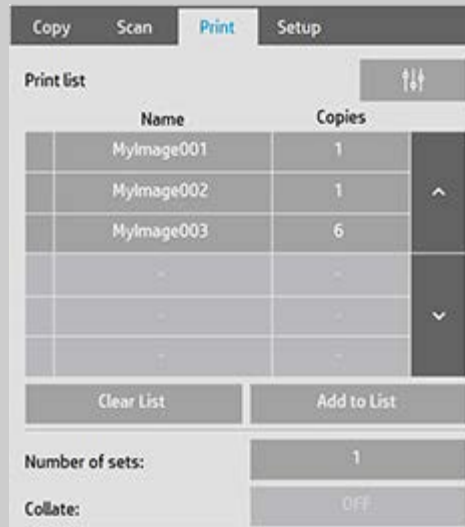 Copy Scan Print Setup
Print list
Name Copies
MyImage001 1
MyImage002 1
MyImage003 6
- -
- -
- -
Clear List Add to List
Number of sets: 1
Collate: OFF